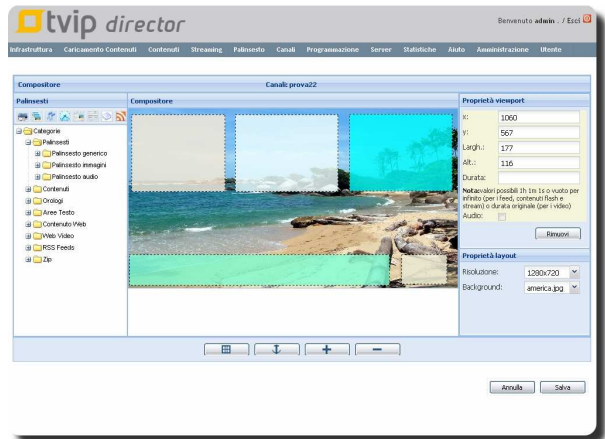 tvip director
Benvenuto admin . / Esci
Infrastruttura Caricamento Contenuti Contenuti Streaming Palinsesto Canali Programmazione Server Statistiche Aiuto Amministrazione Utente
Compositore Canale prova22
Palinsesti
Categorie
Palinsesti
Palinsesto generico
Palinsesto immagini
Palinsesto audio
Contenuti
Orologi
Aree Testo
Contenuto Web
Web Video
RSS Feeds
Zip
Compositore
Proprietà viewport
x: 1060
y: 567
Largh.: 177
Alt.: 116
Durata:
Nota:valori possibili 1h 1m 1s o vuoto per
infinito (per i feed, contenuti flash e
stream) o durata originale (per i video)
Audio:
Rimuovi
Proprietà layout
Risoluzione: 1280x720
Background: america.jpg
Annulla Salva